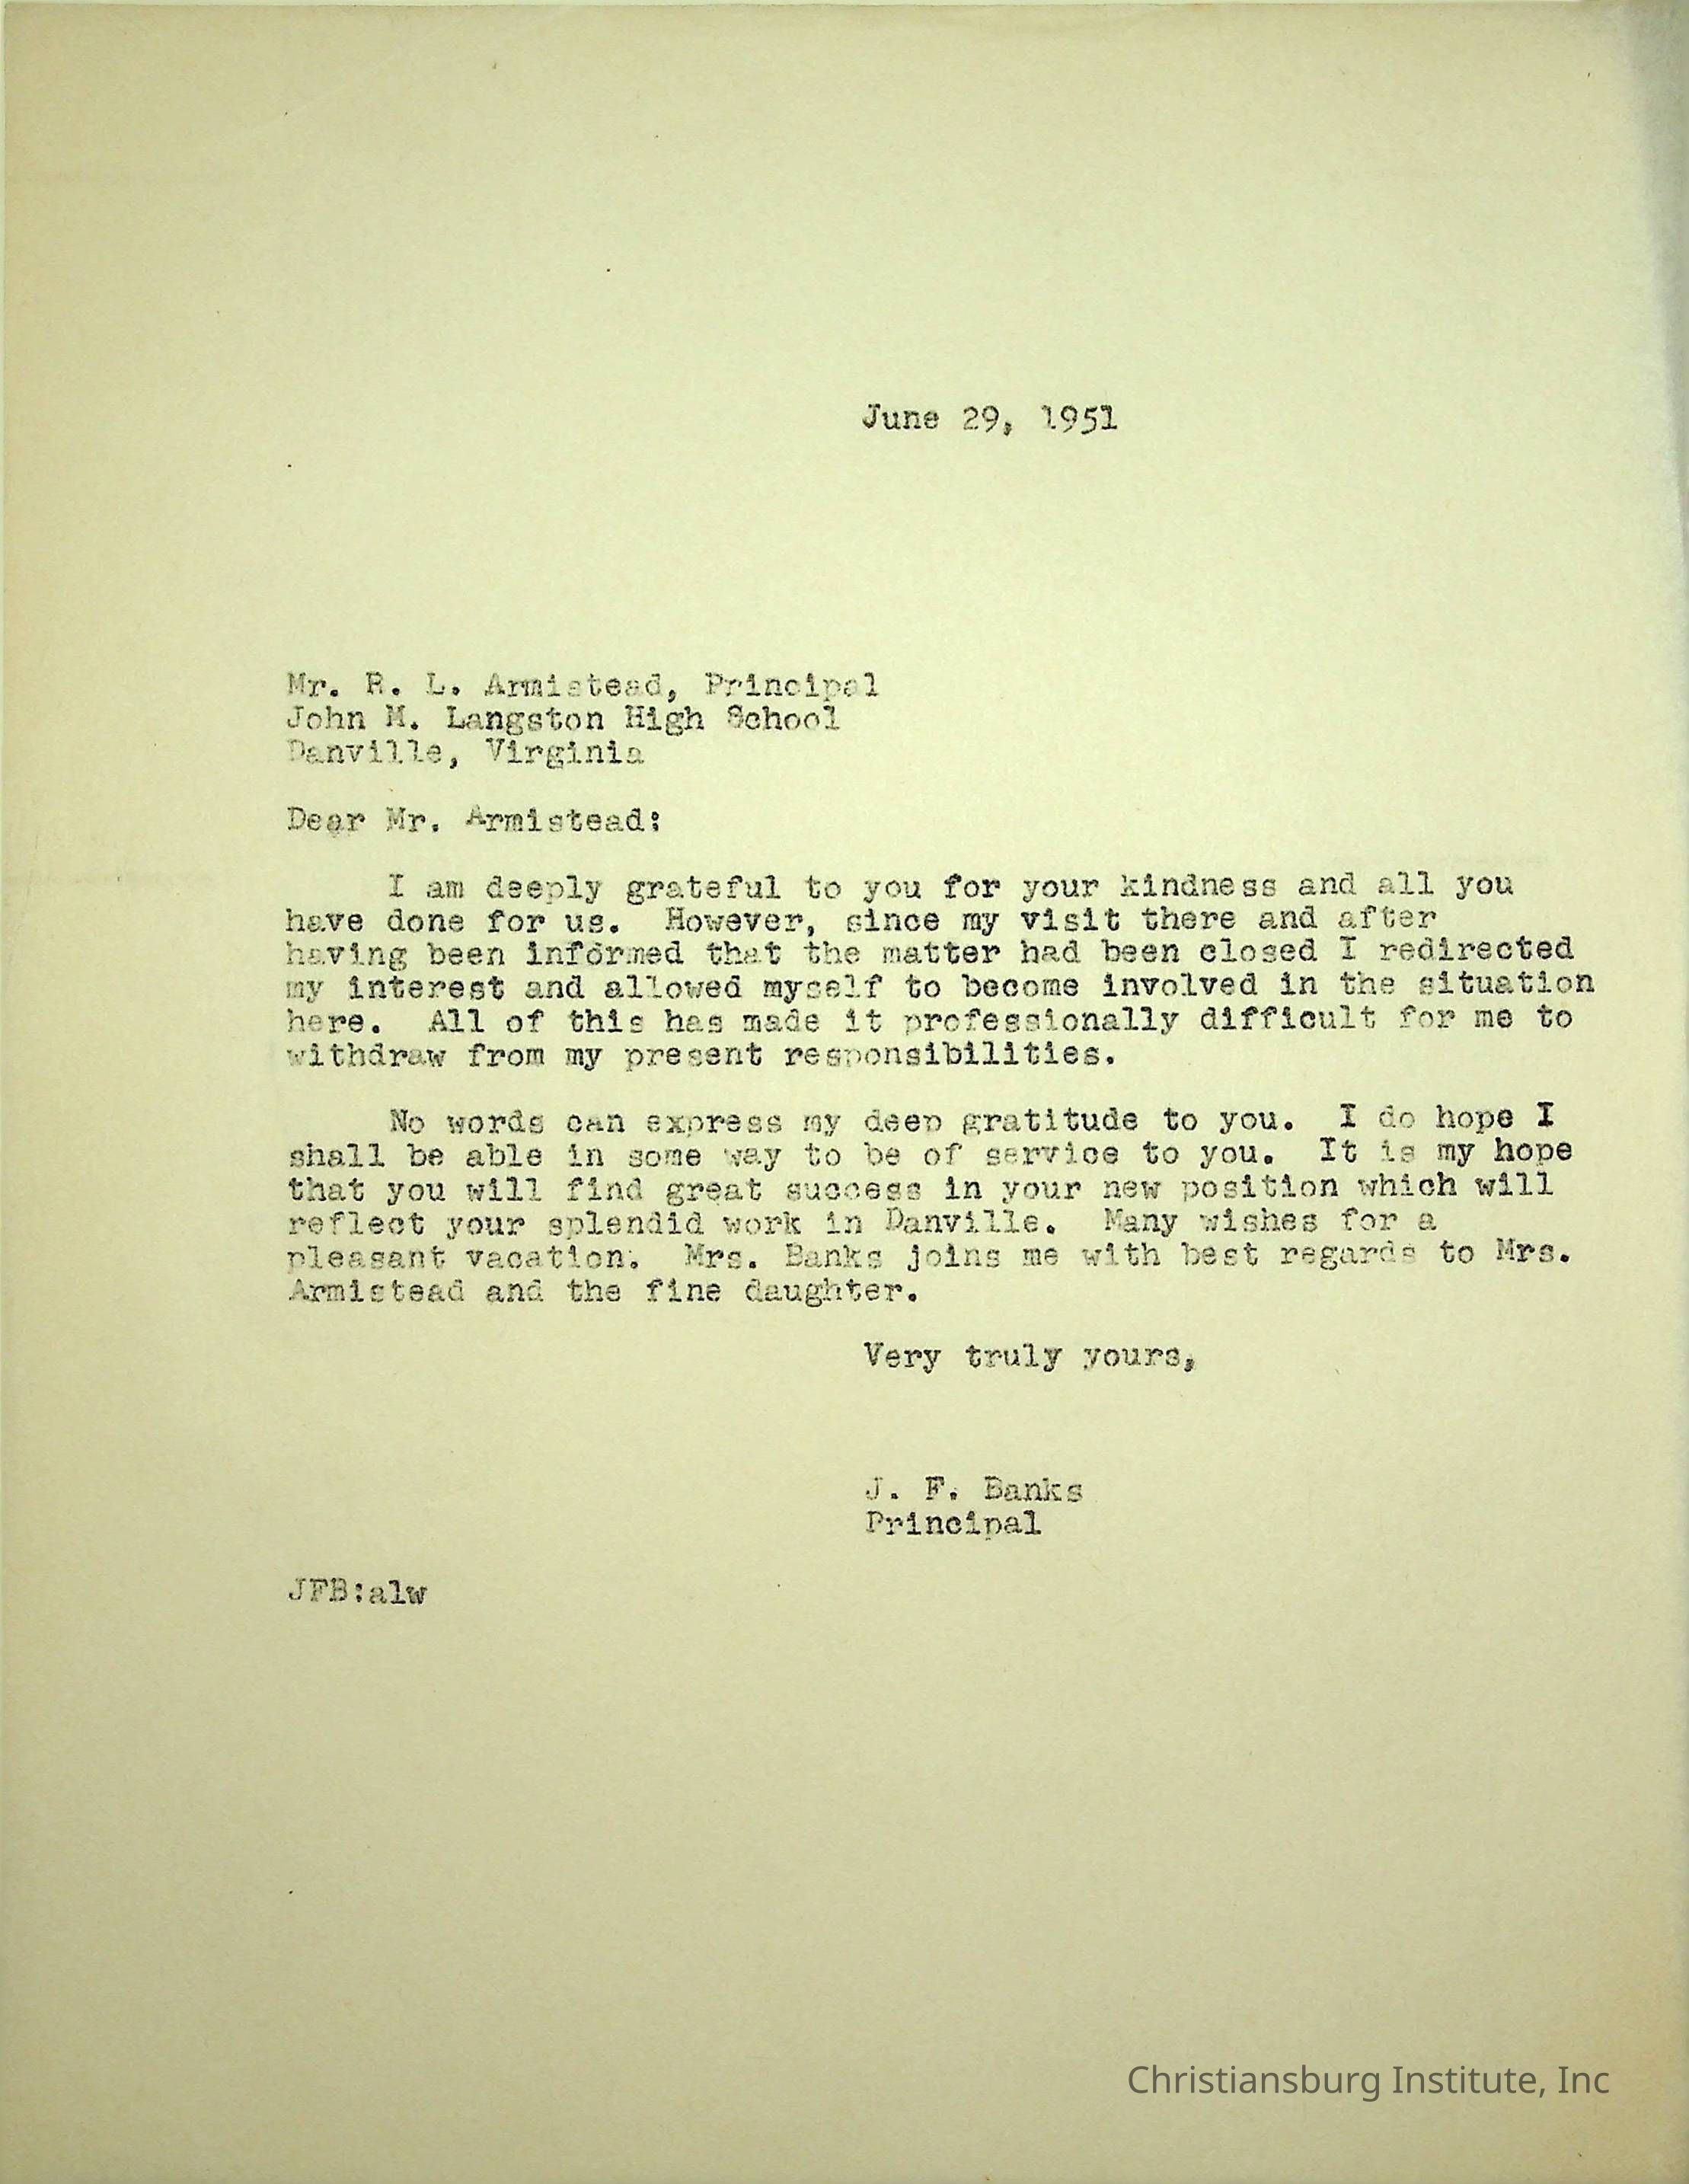 June 29, 1951
Mr. R. L. Armistead, Principal
John M. Langston High School
Danville, Virginia
Dear Mr. Armistead:
I am deeply grateful to you for your kindness and all you
have done for us. However, since my visit there and after
having been informed that the matter had been closed I redirected
my interest and allowed myself to become involved in the situation
here. All of this has made it professionally difficult for me to
withdraw from my present responsibilities.
No words can express my deep gratitude to you. I do hope I
shall be able in some way to be of service to you. It is my hope
that you will find great success in your new position which will
reflect your splendid work in Danville. Many wishes for a
pleasant vacation. Mrs. Banks joins me with best regards to Mrs.
Armistead and the fine daughter.
Very truly yours,
J. F. Banks
Principal
JFB:alw
Christiansburg Institute, Inc